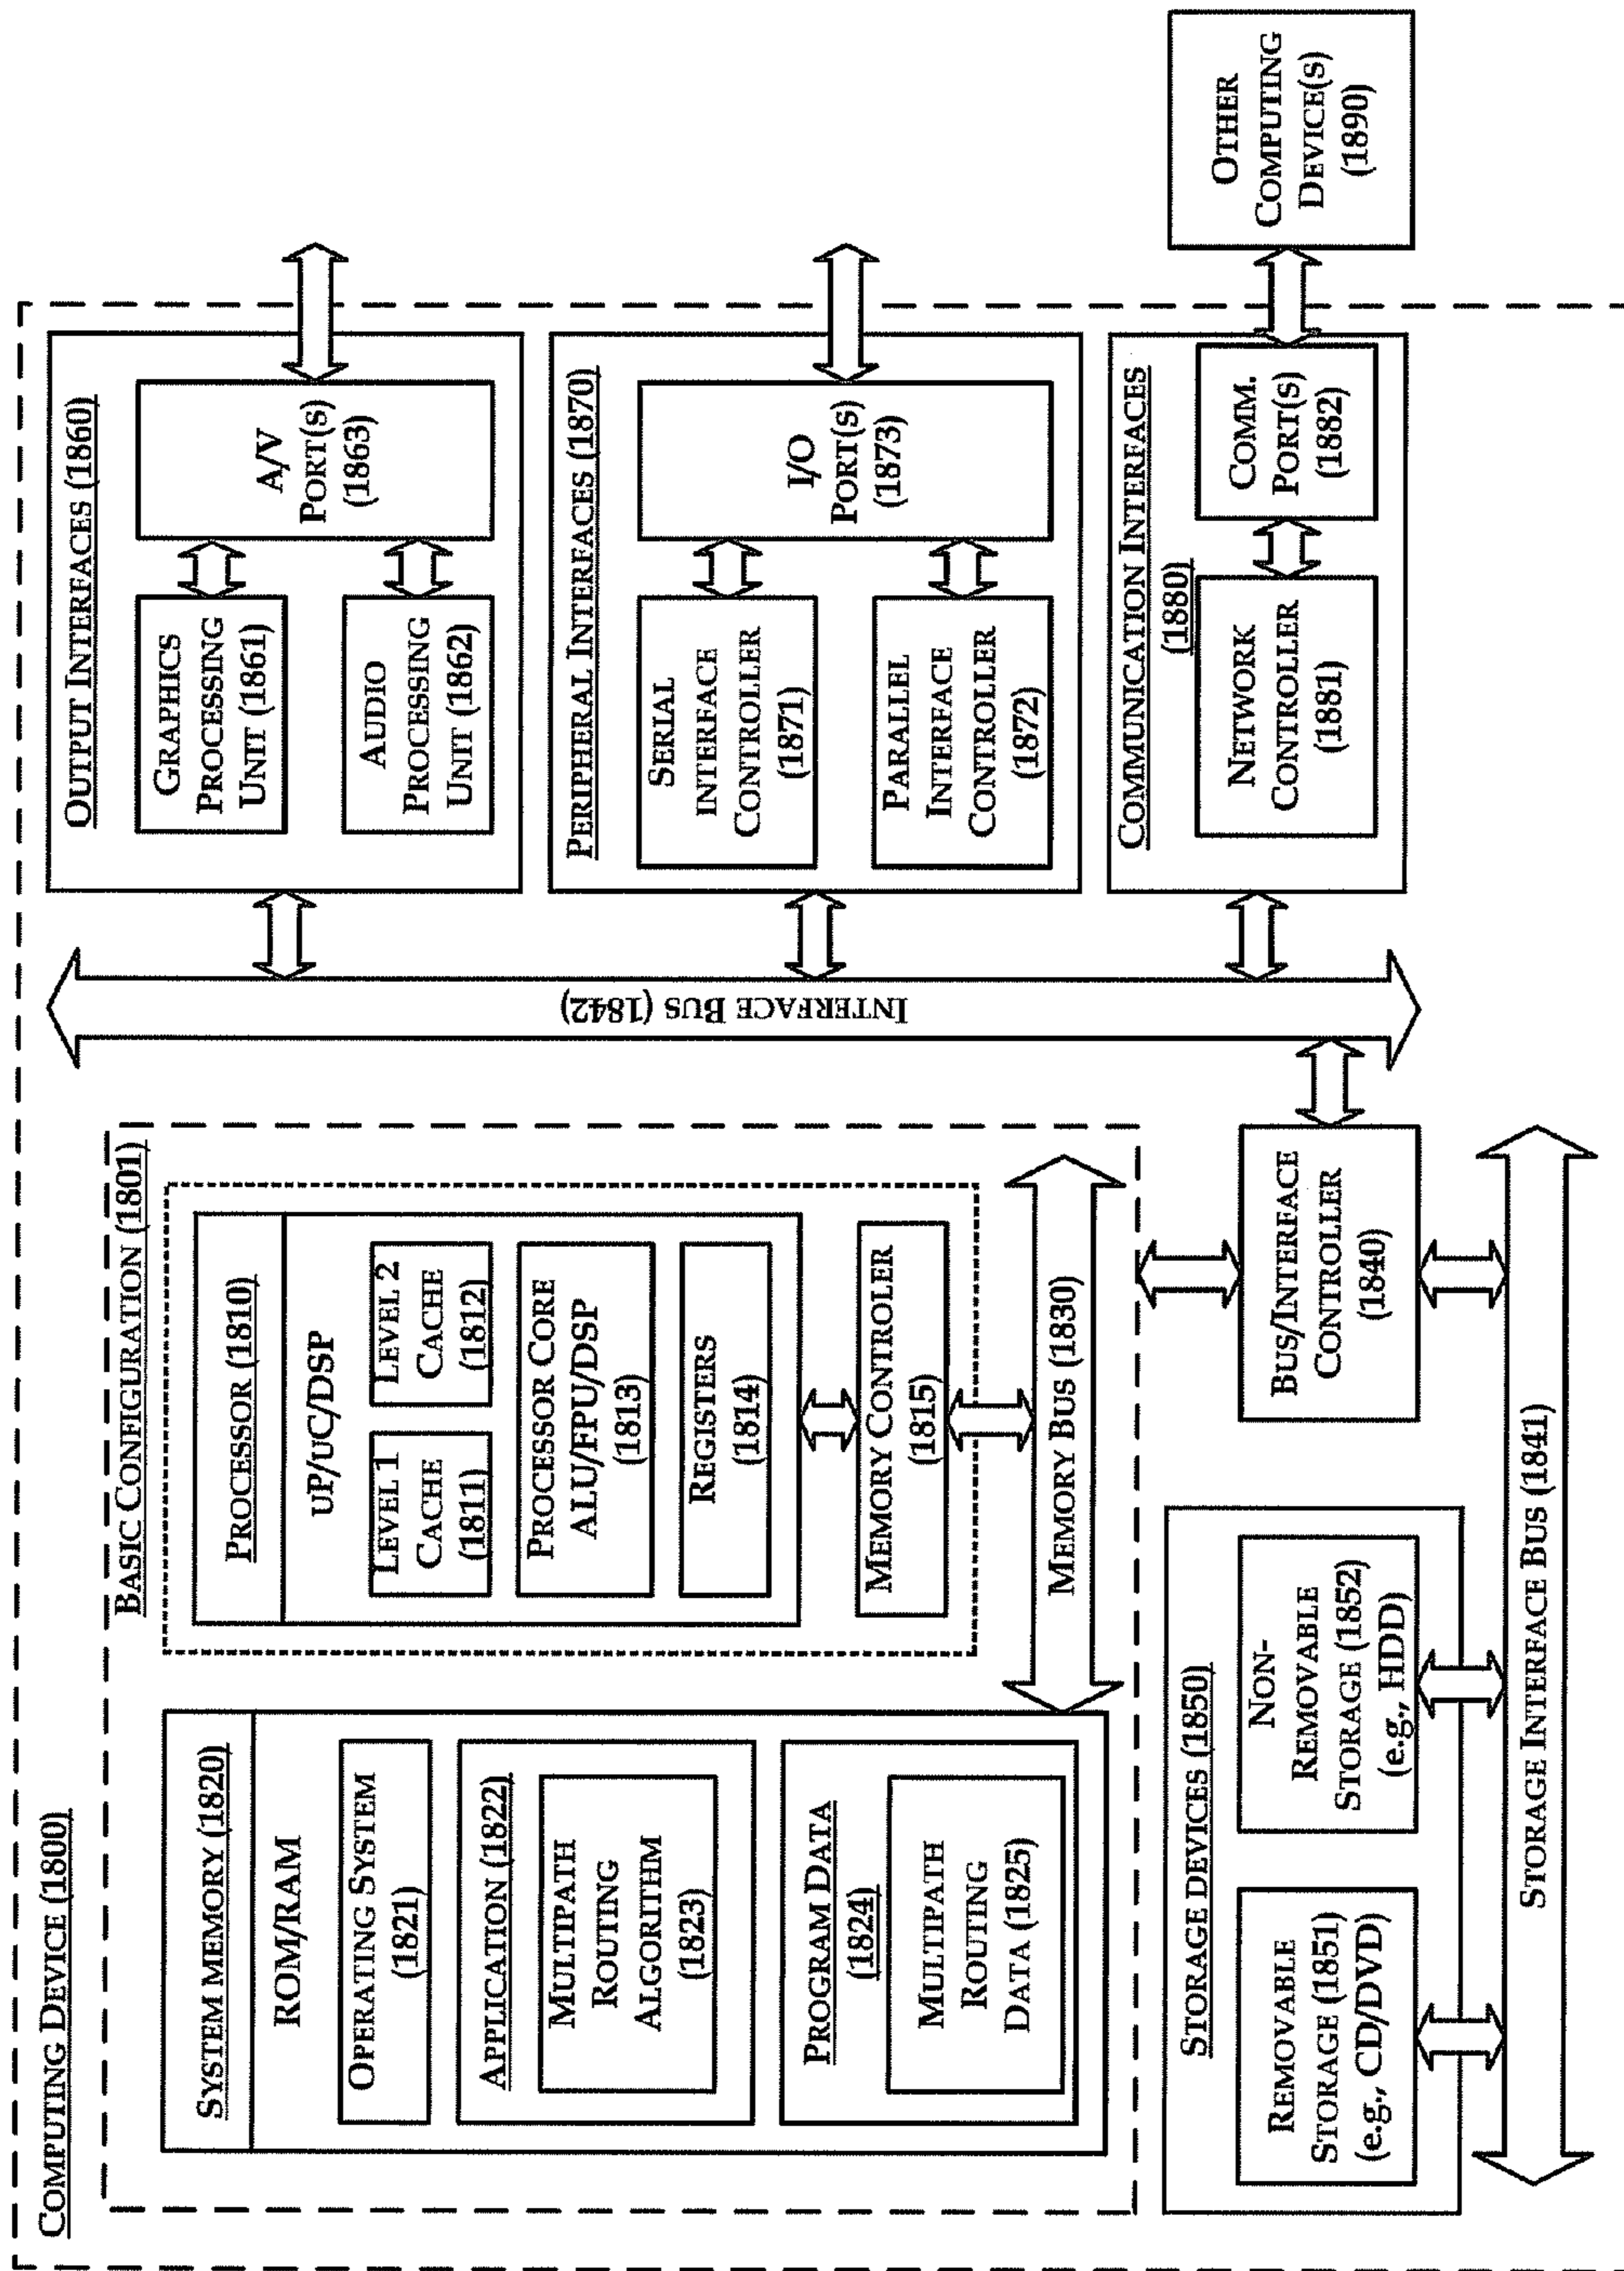 COMPUTING DEVICE (1800)
BASIC CONFIGURATION (1801)
SYSTEM MEMORY (1820)
ROM/RAM
OPERATING SYSTEM
(1821)
APPLICATION (1822)
MULTIPATH
ROUTING
ALGORITHM
(1823)
PROGRAM DATA
(1824)
MULTIPATH
ROUTING
DATA (1825)
PROCESSOR (1810)
uP/uC/DSP
LEVEL 1
CACHE
(1811)
LEVEL 2
CACHE
(1812)
PROCESSOR CORE
ALU/FPU/DSP
(1813)
REGISTERS
(1814)
MEMORY CONTROLLER
(1815)
MEMORY BUS (1830)
STORAGE DEVICES (1850)
REMOVABLE
STORAGE (1851)
(e.g., CD/DVD)
NON-
REMOVABLE
STORAGE (1852)
(e.g., HDD)
BUS/INTERFACE
CONTROLLER
(1840)
STORAGE INTERFACE BUS (1841)
INTERFACE BUS (1842)
OUTPUT INTERFACES (1860)
GRAPHICS
PROCESSING
UNIT (1861)
AUDIO
PROCESSING
UNIT (1862)
A/V
PORT(S)
(1863)
PERIPHERAL INTERFACES (1870)
SERIAL
INTERFACE
CONTROLLER
(1871)
PARALLEL
INTERFACE
CONTROLLER
(1872)
I/O
PORT(S)
(1873)
COMMUNICATION INTERFACES
(1880)
NETWORK
CONTROLLER
(1881)
COMM.
PORT(S)
(1882)
OTHER
COMPUTING
DEVICE(S)
(1890)